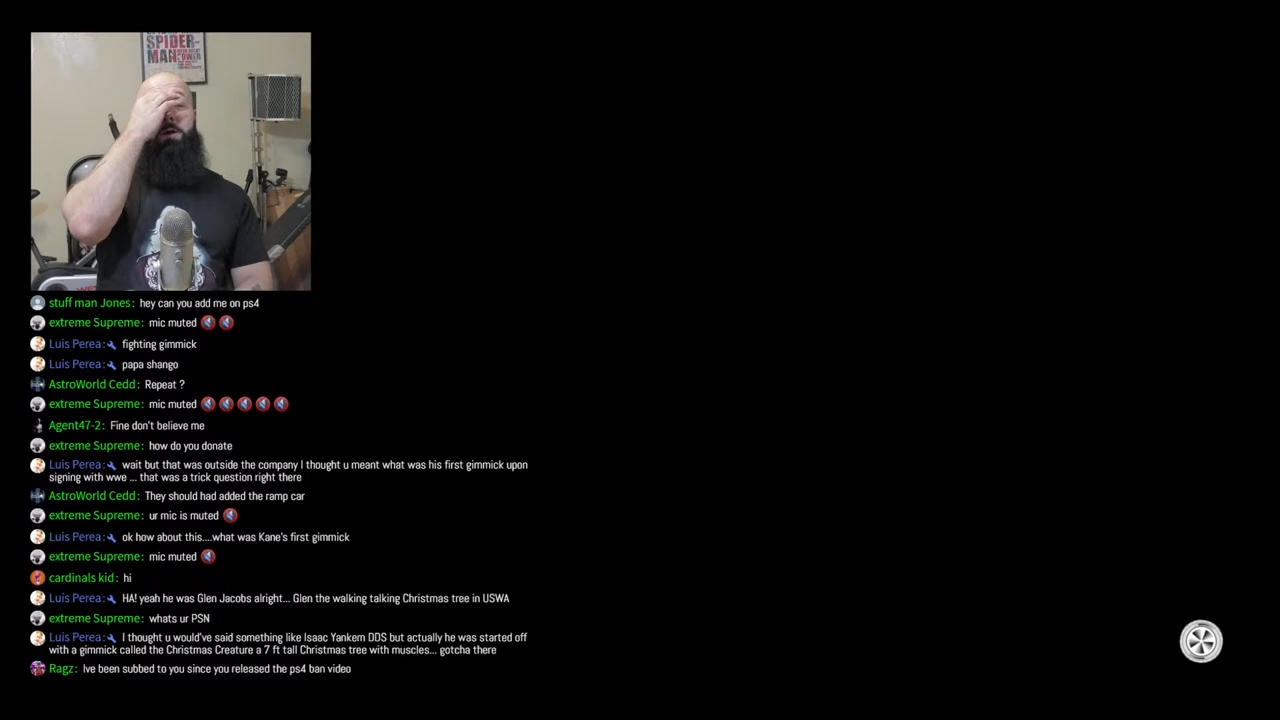 SPIDER-
MAN
POWER
stuff man Jones: hey can you add me on ps4
extreme Supreme: mic muted
Luis Perea: fighting gimmick
Luis Perea: papa shango
AstroWorld Cedd: Repeat ?
extreme Supreme: mic muted
Agent47-2: Fine don't believe me
extreme Supreme: how do you donate
Luis Perea: wait but that was outside the company I thought u meant what was his first gimmick upon
signing with wwe ... that was a trick question right there
AstroWorld Cedd: They should had added the ramp car
extreme Supreme: ur mic is muted
Luis Perea: ok how about this....what was Kane's first gimmick
extreme Supreme: mic muted
cardinals kid: hi
Luis Perea: HA! yeah he was Glen Jacobs alright... Glen the walking talking Christmas tree in USWA
extreme Supreme: whats ur PSN
Luis Perea: I thought u would've said something like Isaac Yankem DDS but actually he was started off
with a gimmick called the Christmas Creature a 7 ft tall Christmas tree with muscles... gotcha there
Ragz: Ive been subbed to you since you released the ps4 ban video